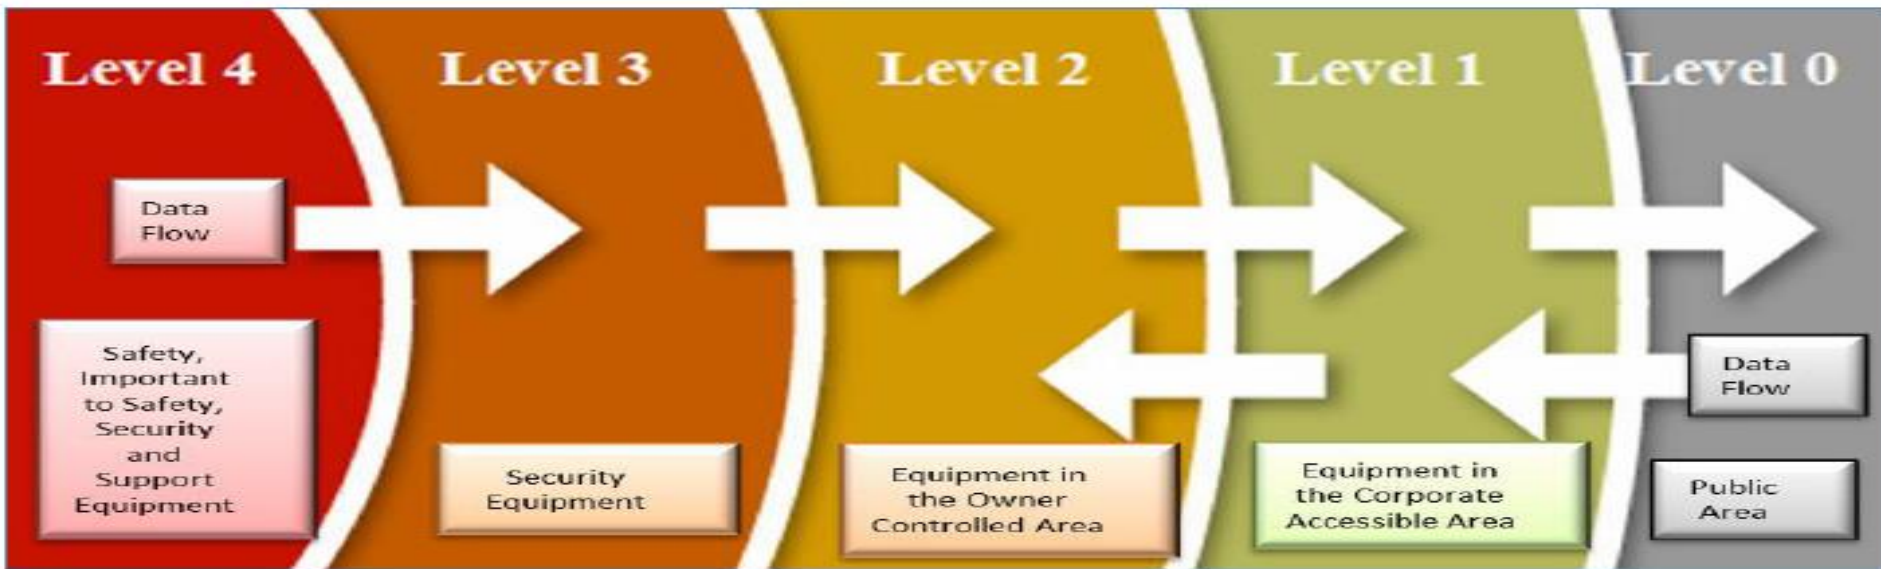 Level 4
Level 3
Level 2
Level 1
Level 0
Data
Flow
Data
Flow
Safety,
Important
to Safety,
Security
and
Support
Equipment
Security
Equipment
Equipment in
the Owner
Controlled Area
Equipment in
the Corporate
Accessible Area
Public
Area